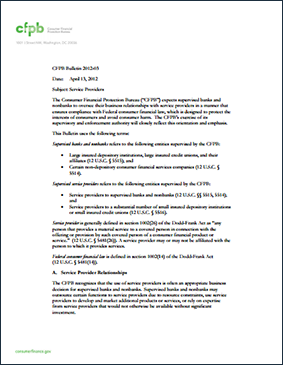 cfpb Consumer Financial
Protection Bureau
1801 L Street NW, Washington, DC 20036
CFPB Bulletin 2012-03
Date: April 13, 2012
Subject: Service Providers
The Consumer Financial Protection Bureau ("CFPB") expects supervised banks and
nonbanks to oversee their business relationships with service providers in a manner that
ensures compliance with Federal consumer financial law, which is designed to protect the
interests of consumers and avoid consumer harm. The CFPB's exercise of its
supervisory and enforcement authority will closely reflect this orientation and emphasis.
This Bulletin uses the following terms:
Supervised banks and nonbanks refers to the following entities supervised by the CFPB:
• Large insured depository institutions, large insured credit unions, and their
affiliates (12 U.S.C. § 5515); and
• Certain non-depository consumer financial services companies (12 U.S.C. §
5514).
Supervised service providers refers to the following entities supervised by the CFPB:
• Service providers to supervised banks and nonbanks (12 U.S.C. §§ 5515, 5514);
and
• Service providers to a substantial number of small insured depository institutions
or small insured credit unions (12 U.S.C. § 5516).
Service provider is generally defined in section 1002(26) of the Dodd-Frank Act as "any
person that provides a material service to a covered person in connection with the
offering or provision by such covered person of a consumer financial product or
service." (12 U.S.C. § 5481(26)). A service provider may or may not be affiliated with the
person to which it provides services.
Federal consumer financial law is defined in section 1002(14) of the Dodd-Frank Act
(12 U.S.C. § 5481(14)).
A. Service Provider Relationships
The CFPB recognizes that the use of service providers is often an appropriate business
decision for supervised banks and nonbanks. Supervised banks and nonbanks may
outsource certain functions to service providers due to resource constraints, use service
providers to develop and market additional products or services, or rely on expertise
from service providers that would not otherwise be available without significant
investment.
consumerfinance.gov